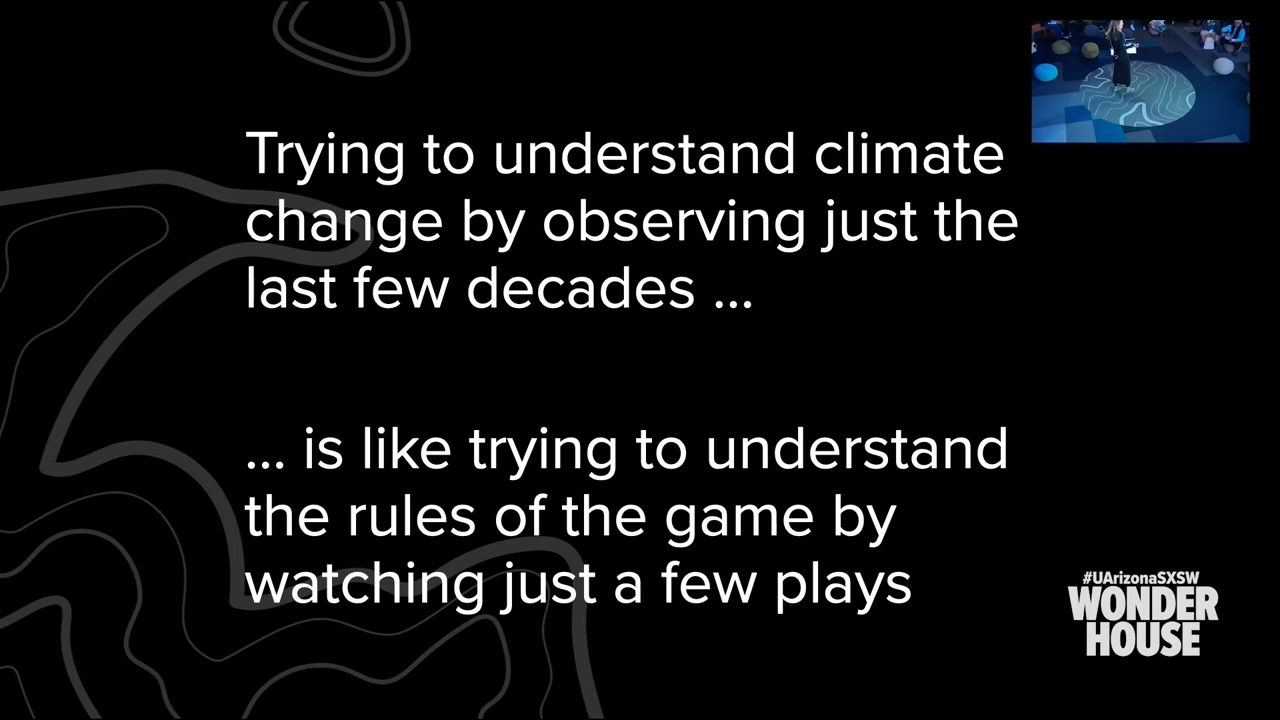 Trying to understand climate
change by observing just the
last few decades ...
... is like trying to understand
the rules of the game by
watching just a few plays
#UArizonaSXSW
WONDER
HOUSE